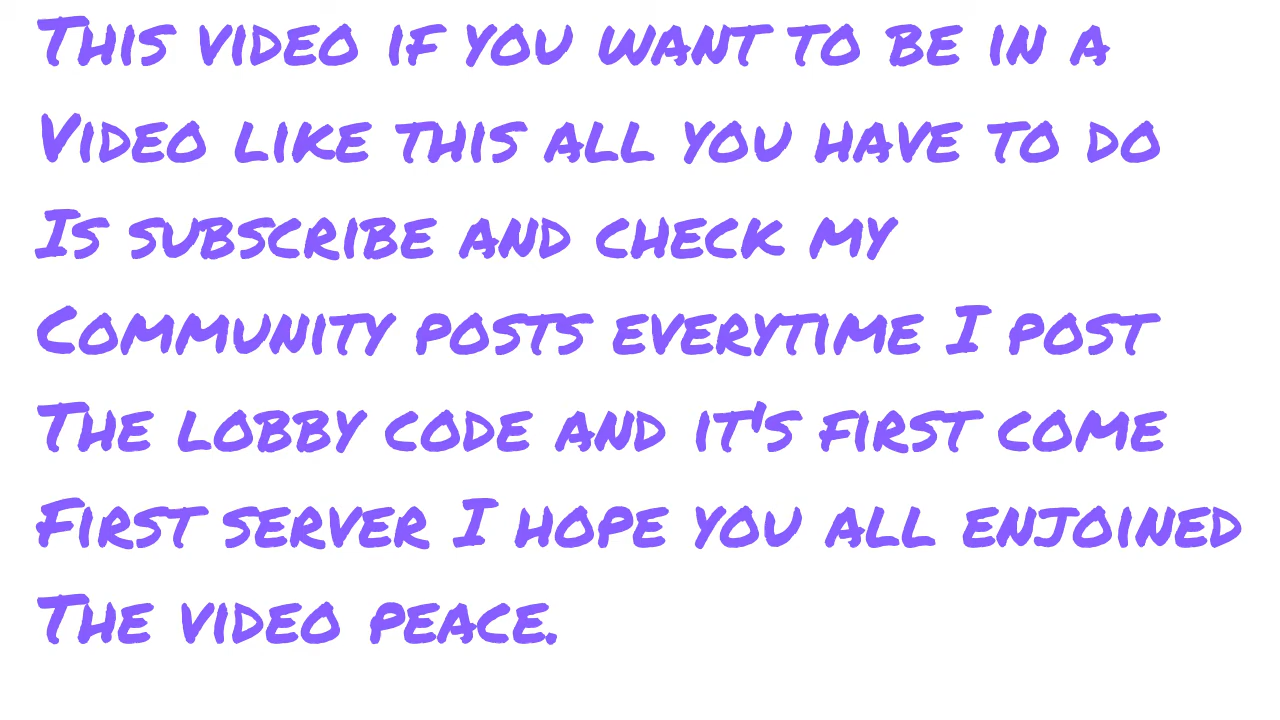 This video if you want to be in a
Video like this all you have to do
Is subscribe and check my
Community posts everytime I post
The lobby code and it's first come
First server I hope you all enjoined
The video peace.